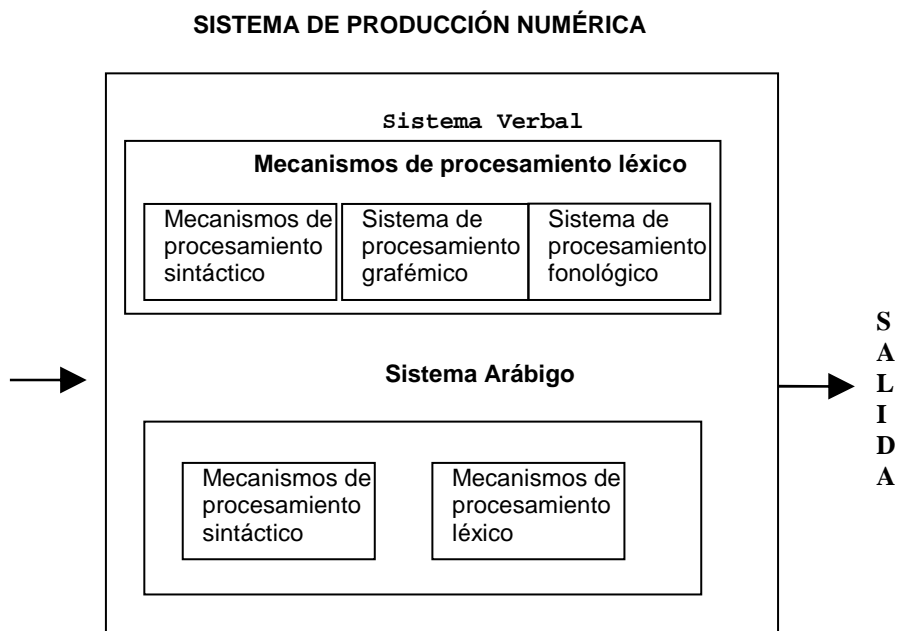 SISTEMA DE PRODUCCIÓN NUMÉRICA
Sistema Verbal
Mecanismos de procesamiento léxico
Mecanismos de
procesamiento
sintáctico
Sistema de
procesamiento
grafémico
Sistema de
procesamiento
fonológico
Sistema Arábigo
Mecanismos de
procesamiento
sintáctico
Mecanismos de
procesamiento
léxico
S
A
L
I
D
A